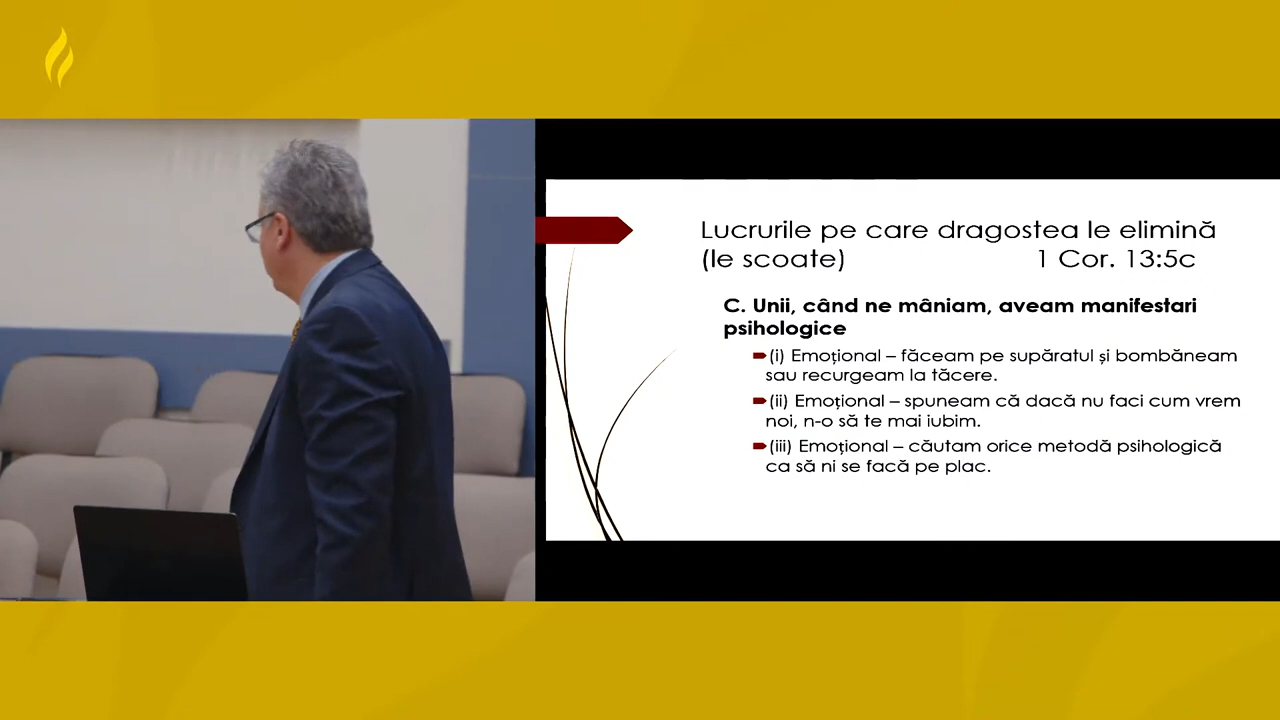 Lucrurile pe care dragostea le elimină
(le scoate) 1 Cor. 13:5c
C. Unii, când ne mâniam, aveam manifestari
psihologice
(i) Emoțional – făceam pe supăratul și bombăneam
sau recurgeam la tăcere.
(ii) Emoțional – spuneam că dacă nu faci cum vrem
noi, n-o să te mai iubim.
(iii) Emoțional – căutam orice metodă psihologică
ca să ni se facă pe plac.